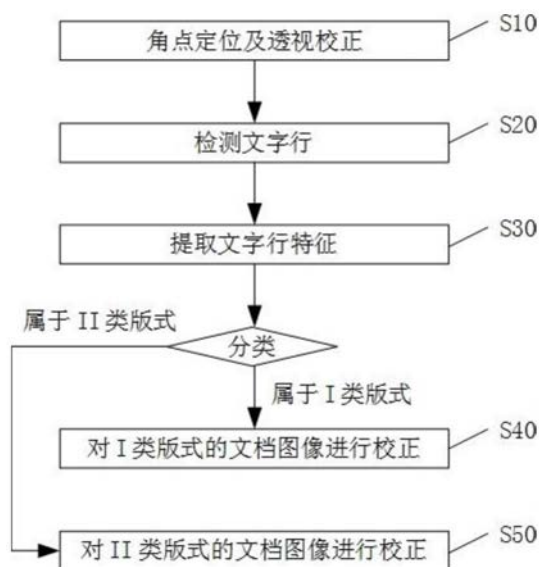 角点定位及透视校正
S10
检测文字行
S20
提取文字行特征
S30
属于 II 类版式
分类
属于 I 类版式
对 I 类版式的文档图像进行校正
S40
对 II 类版式的文档图像进行校正
S50